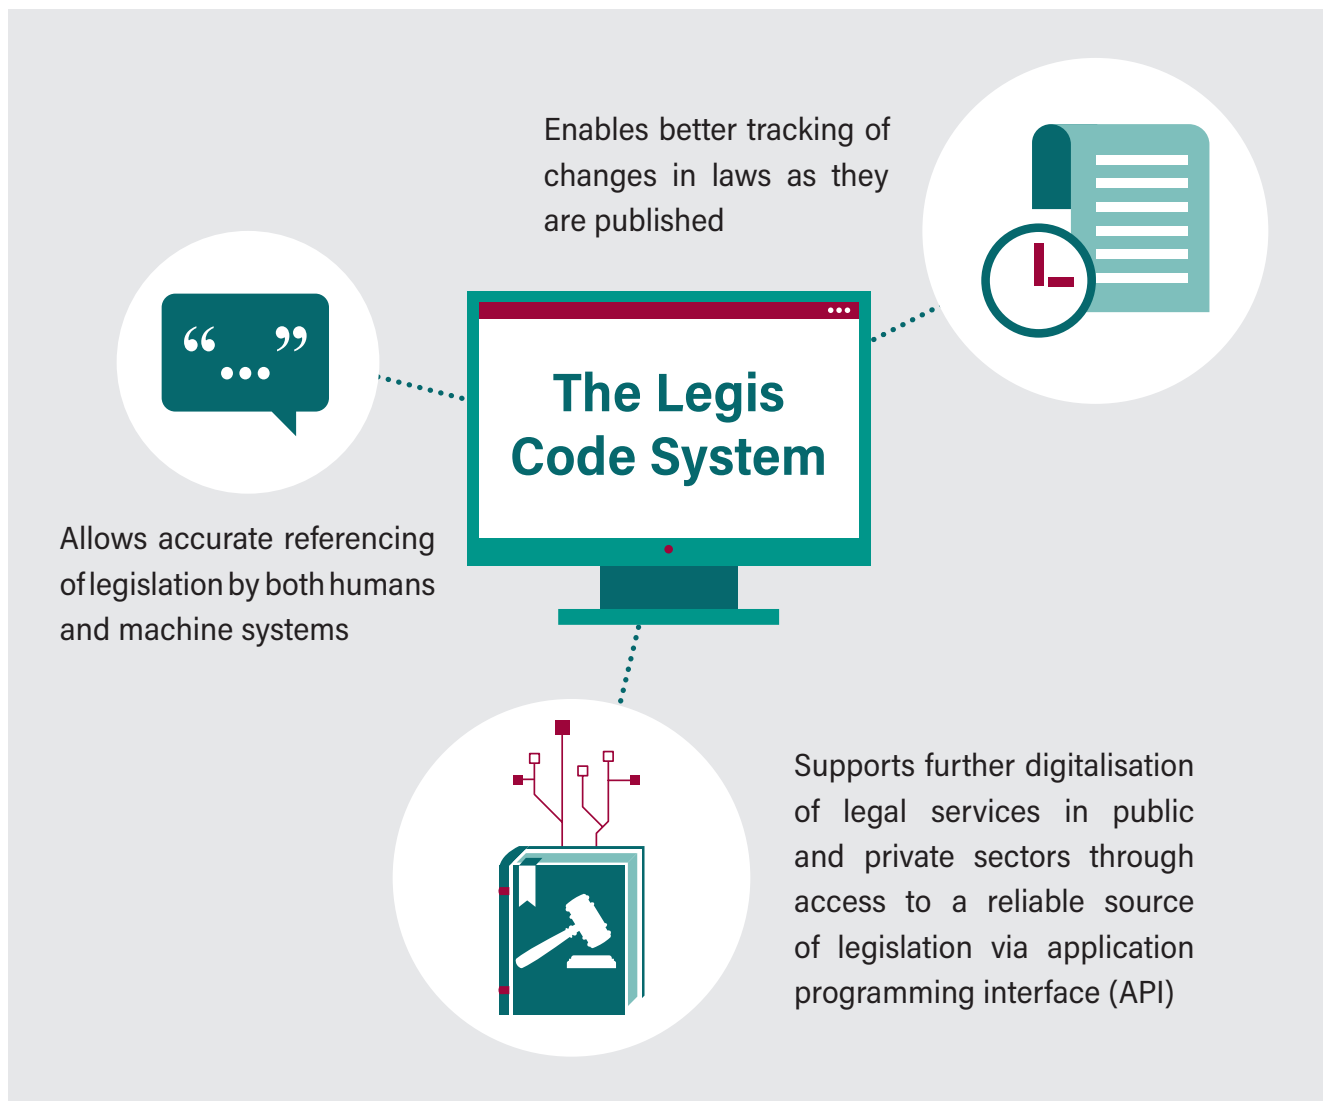 Enables better tracking of
changes in laws as they
are published
“ ... ”
The Legis
Code System
Allows accurate referencing
of legislation by both humans
and machine systems
Supports further digitalisation
of legal services in public
and private sectors through
access to a reliable source
of legislation via application
programming interface (API)